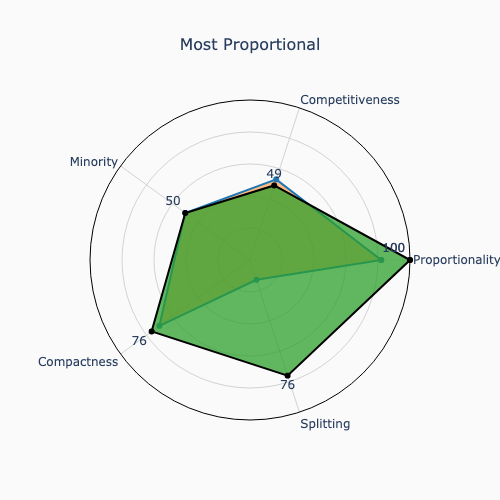 Most Proportional
Competitiveness
Minority
49
50
100
Proportionality
76
Compactness
76
Splitting